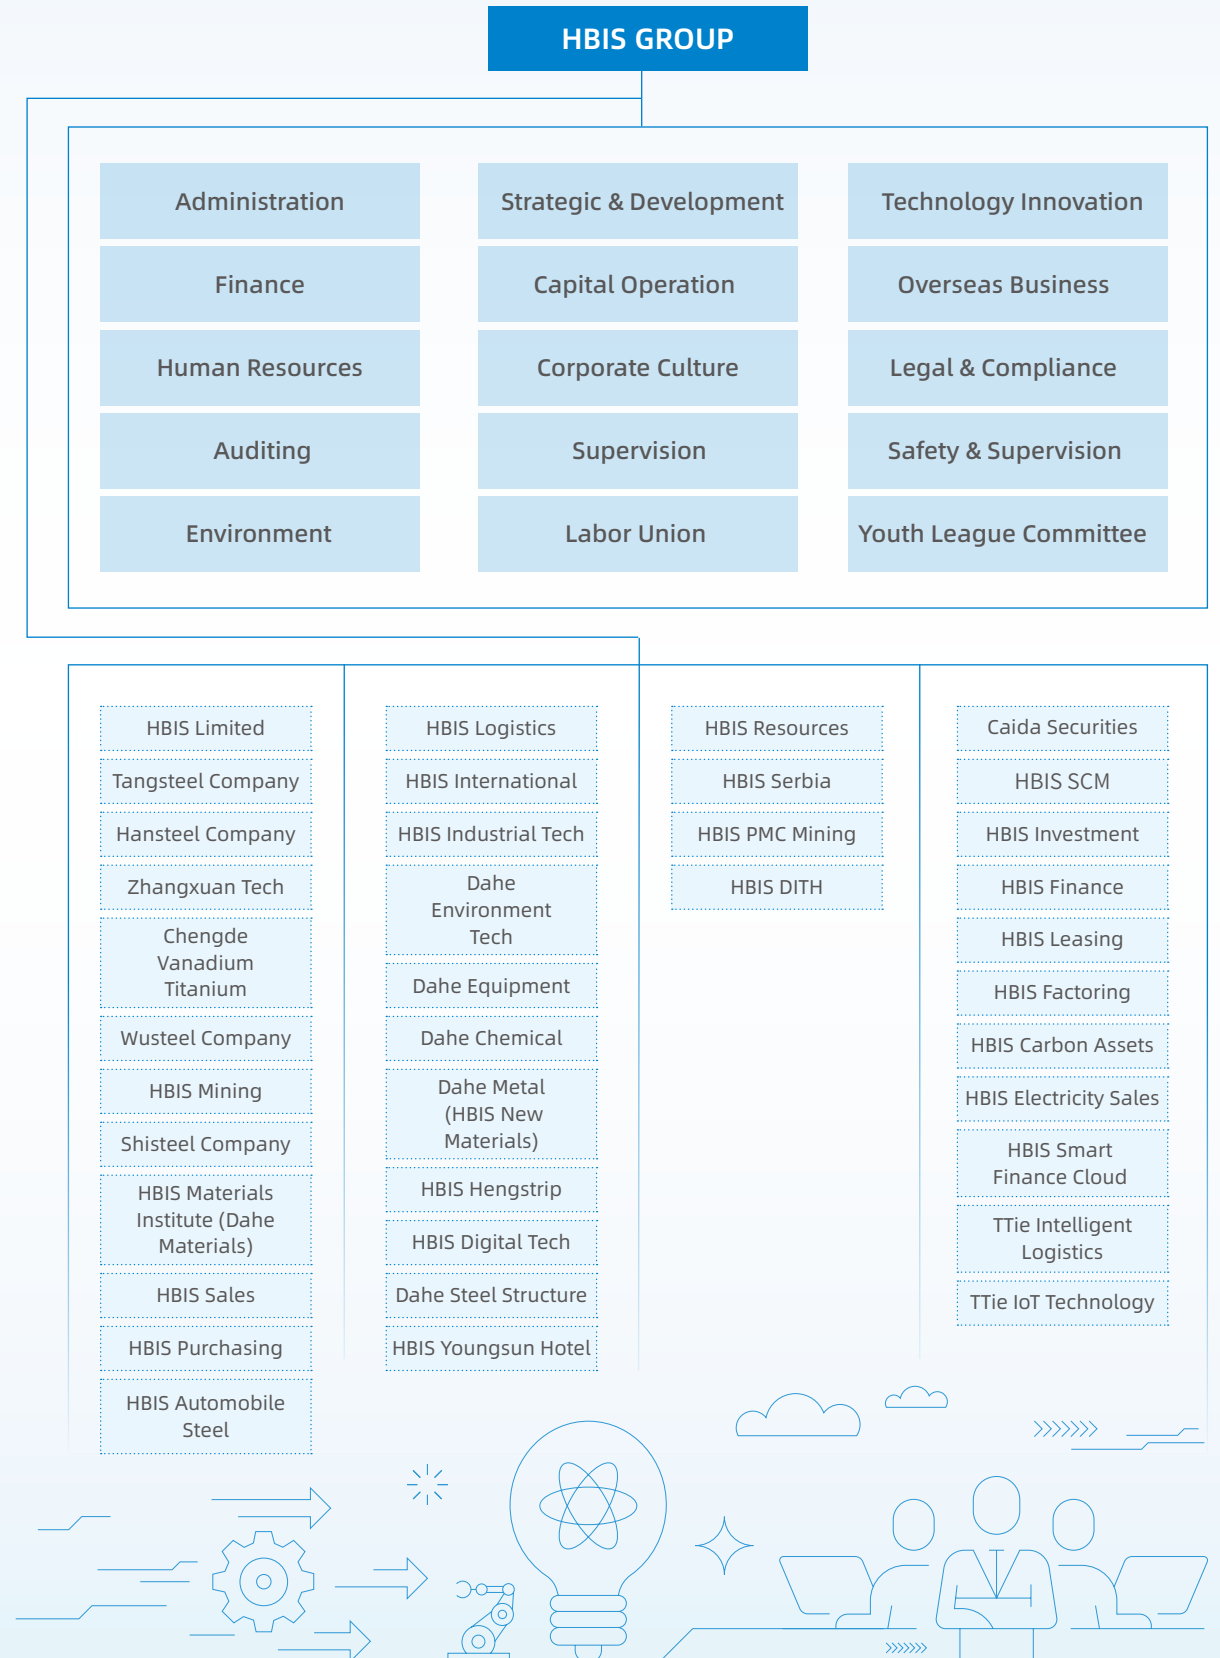 HBIS GROUP
Administration
Strategic & Development
Technology Innovation
Finance
Capital Operation
Overseas Business
Human Resources
Corporate Culture
Legal & Compliance
Auditing
Supervision
Safety & Supervision
Environment
Labor Union
Youth League Committee
HBIS Limited
Tangsteel Company
Hansteel Company
Zhangxuan Tech
Chengde
Vanadium
Titanium
Wusteel Company
HBIS Mining
Shisteel Company
HBIS Materials
Institute (Dahe
Materials)
HBIS Sales
HBIS Purchasing
HBIS Automobile
Steel
HBIS Logistics
HBIS International
HBIS Industrial Tech
Dahe
Environment
Tech
Dahe Equipment
Dahe Chemical
Dahe Metal
(HBIS New
Materials)
HBIS Hengstrip
HBIS Digital Tech
Dahe Steel Structure
HBIS Youngsun Hotel
HBIS Resources
HBIS Serbia
HBIS PMC Mining
HBIS DITH
Caida Securities
HBIS SCM
HBIS Investment
HBIS Finance
HBIS Leasing
HBIS Factoring
HBIS Carbon Assets
HBIS Electricity Sales
HBIS Smart
Finance Cloud
TTie Intelligent
Logistics
TTie IoT Technology